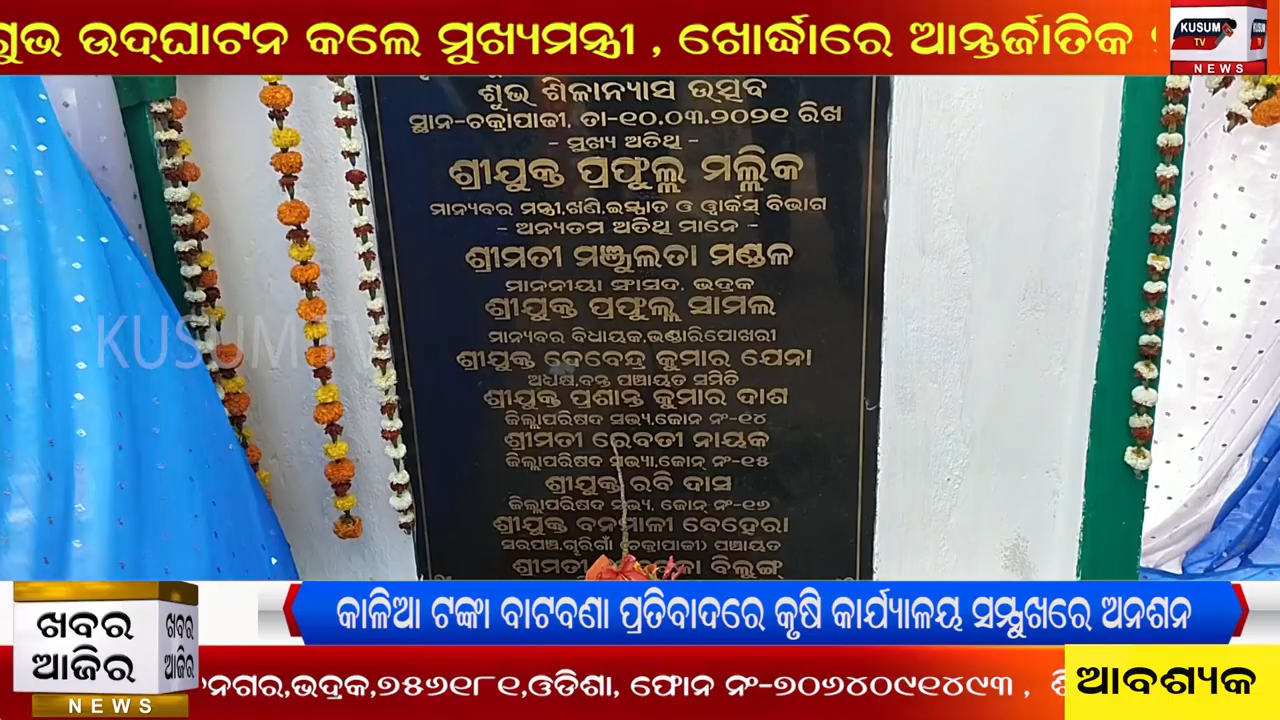 ଶୁଭ ଉଦ୍‌ଘାଟନ କଲେ ମୁଖ୍ୟମନ୍ତ୍ରୀ , ଖୋର୍ଦ୍ଧାରେ ଆନ୍ତର୍ଜାତିକ
KUSUM
TV
NEWS
ଶୁଭ ଶିଳାନ୍ୟାସ ଉତ୍ସବ
ସ୍ଥାନ-ଚକ୍ରାପାଜୀ, ତା-୧୦.୦୩.୨୦୨୧ ରିଖ
- ମୁଖ୍ୟ ଅତିଥି -
ଶ୍ରୀଯୁକ୍ତ ପ୍ରଫୁଲ୍ଲ ମଲ୍ଲିକ
ମାନ୍ୟବର ମନ୍ତ୍ରୀ,ଖଣି,ଇସ୍ପାତ ଓ ୱାର୍କସ୍ ବିଭାଗ
- ଅନ୍ୟତମ ଅତିଥି ମାନେ -
ଶ୍ରୀମତୀ ମଞ୍ଜୁଲତା ମଣ୍ଡଳ
ମାନନୀୟା ସାଂସଦ, ଭଦ୍ରକ
ଶ୍ରୀଯୁକ୍ତ ପ୍ରଫୁଲ୍ଲ ସାମଲ
ମାନ୍ୟବର ବିଧାୟକ,ଭଣ୍ଡାରିପୋଖରୀ
ଶ୍ରୀଯୁକ୍ତ ଦେବେନ୍ଦ୍ର କୁମାର ଯେନା
ଅଧ୍ୟକ୍ଷ,ବନ୍ତ ପଞ୍ଚାୟତ ସମିତି
ଶ୍ରୀଯୁକ୍ତ ପ୍ରଶାନ୍ତ କୁମାର ଦାଶ
ଜିଲ୍ଲାପରିଷଦ ସଭ୍ୟ,ଜୋନ ନଂ-୧୪
ଶ୍ରୀମତୀ ରେବତୀ ନାୟକ
ଜିଲ୍ଲାପରିଷଦ ସଭ୍ୟା,ଜୋନ୍ ନଂ-୧୫
ଶ୍ରୀଯୁକ୍ତ ରବି ଦାସ
ଜିଲ୍ଲାପରିଷଦ ସଭ୍ୟ, ଜୋନ୍ ନଂ-୧୬
ଶ୍ରୀଯୁକ୍ତ ବନମାଳୀ ବେହେରା
ସରପଞ୍ଚ, (ଚକ୍ରାପାଜୀ) ପଞ୍ଚାୟତ
ଶ୍ରୀମତୀ ବିଲୁଙ୍ଗ୍
KUSUM TV
ଖବର
ଆଜିର
ଖବର
ଆଜିର
NEWS
କାଳିଆ ଟଙ୍କା ବାଟବଣା ପ୍ରତିବାଦରେ କୃଷି କାର୍ଯ୍ୟାଳୟ ସମ୍ମୁଖରେ ଅନଶନ
ନଗର,ଭଦ୍ରକ,୭୫୬୧୮୧,ଓଡିଶା, ଫୋନ ନଂ-୭୦୬୪୦୯୧୪୯୩ ,
ଆବଶ୍ୟକ